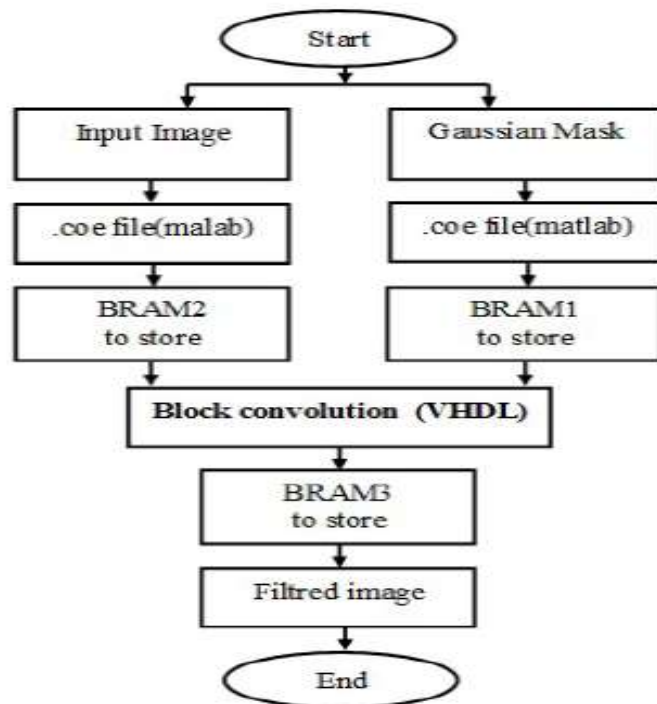 Start
Input Image
Gaussian Mask
.coe file(malab)
.coe file(matlab)
BRAM2
to store
BRAM1
to store
Block convolution (VHDL)
BRAM3
to store
Filtred image
End